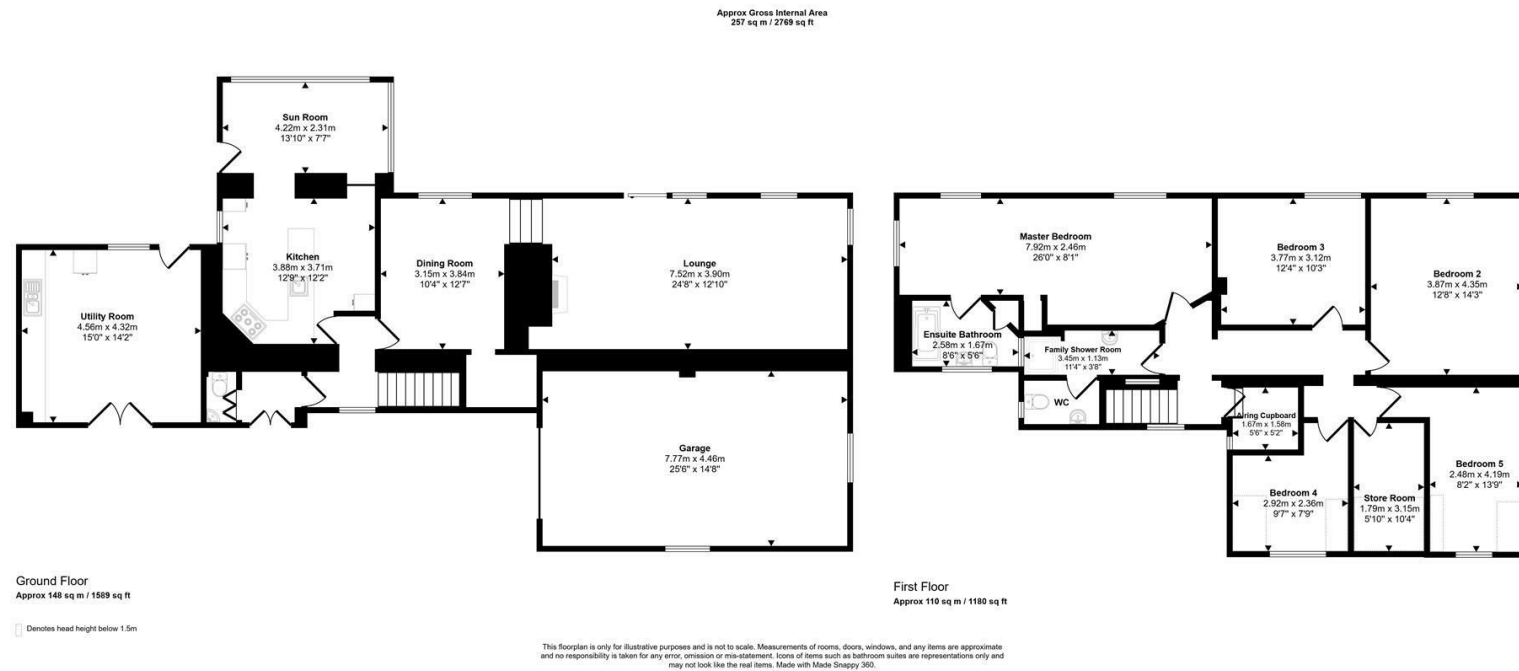 Approx Gross Internal Area
257 sq m / 2769 sq ft
Sun Room
4.22m x 2.31m
13'10" x 7'7"
Kitchen
3.88m x 3.71m
12'9" x 12'2"
Dining Room
3.15m x 3.84m
10'4" x 12'7"
Lounge
7.52m x 3.90m
24'8" x 12'10"
Utility Room
4.56m x 4.32m
15'0" x 14'2"
Garage
7.77m x 4.46m
25'6" x 14'8"
Ground Floor
Approx 148 sq m / 1589 sq ft
Denotes head height below 1.5m
Master Bedroom
7.92m x 2.46m
26'0" x 8'1"
Bedroom 3
3.77m x 3.12m
12'4" x 10'3"
Bedroom 2
3.87m x 4.35m
12'8" x 14'3"
Ensuite Bathroom
2.58m x 1.67m
8'6" x 5'6"
Family Shower Room
3.45m x 1.13m
11'4" x 3'8"
WC
Airing Cupboard
1.67m x 1.58m
5'6" x 5'2"
Bedroom 4
2.92m x 2.36m
9'7" x 7'9"
Store Room
1.79m x 3.15m
5'10" x 10'4"
Bedroom 5
2.48m x 4.19m
8'2" x 13'9"
First Floor
Approx 110 sq m / 1180 sq ft
This floorplan is only for illustrative purposes and is not to scale. Measurements of rooms, doors, windows, and any items are approximate
and no responsibility is taken for any error, omission or mis-statement. Icons of items such as bathroom suites are representations only and
may not look like the real items. Made with Made Snappy 360.